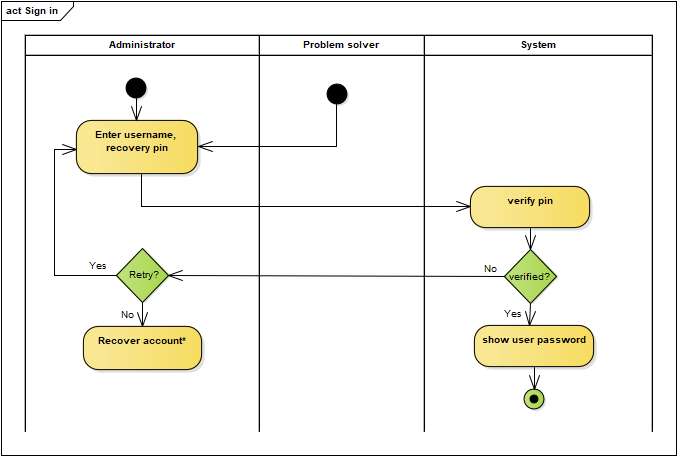 act Sign in
Administrator
Problem solver
System
Enter username,
recovery pin
verify pin
Yes
Retry?
No
verified?
No
Yes
Recover account*
show user password